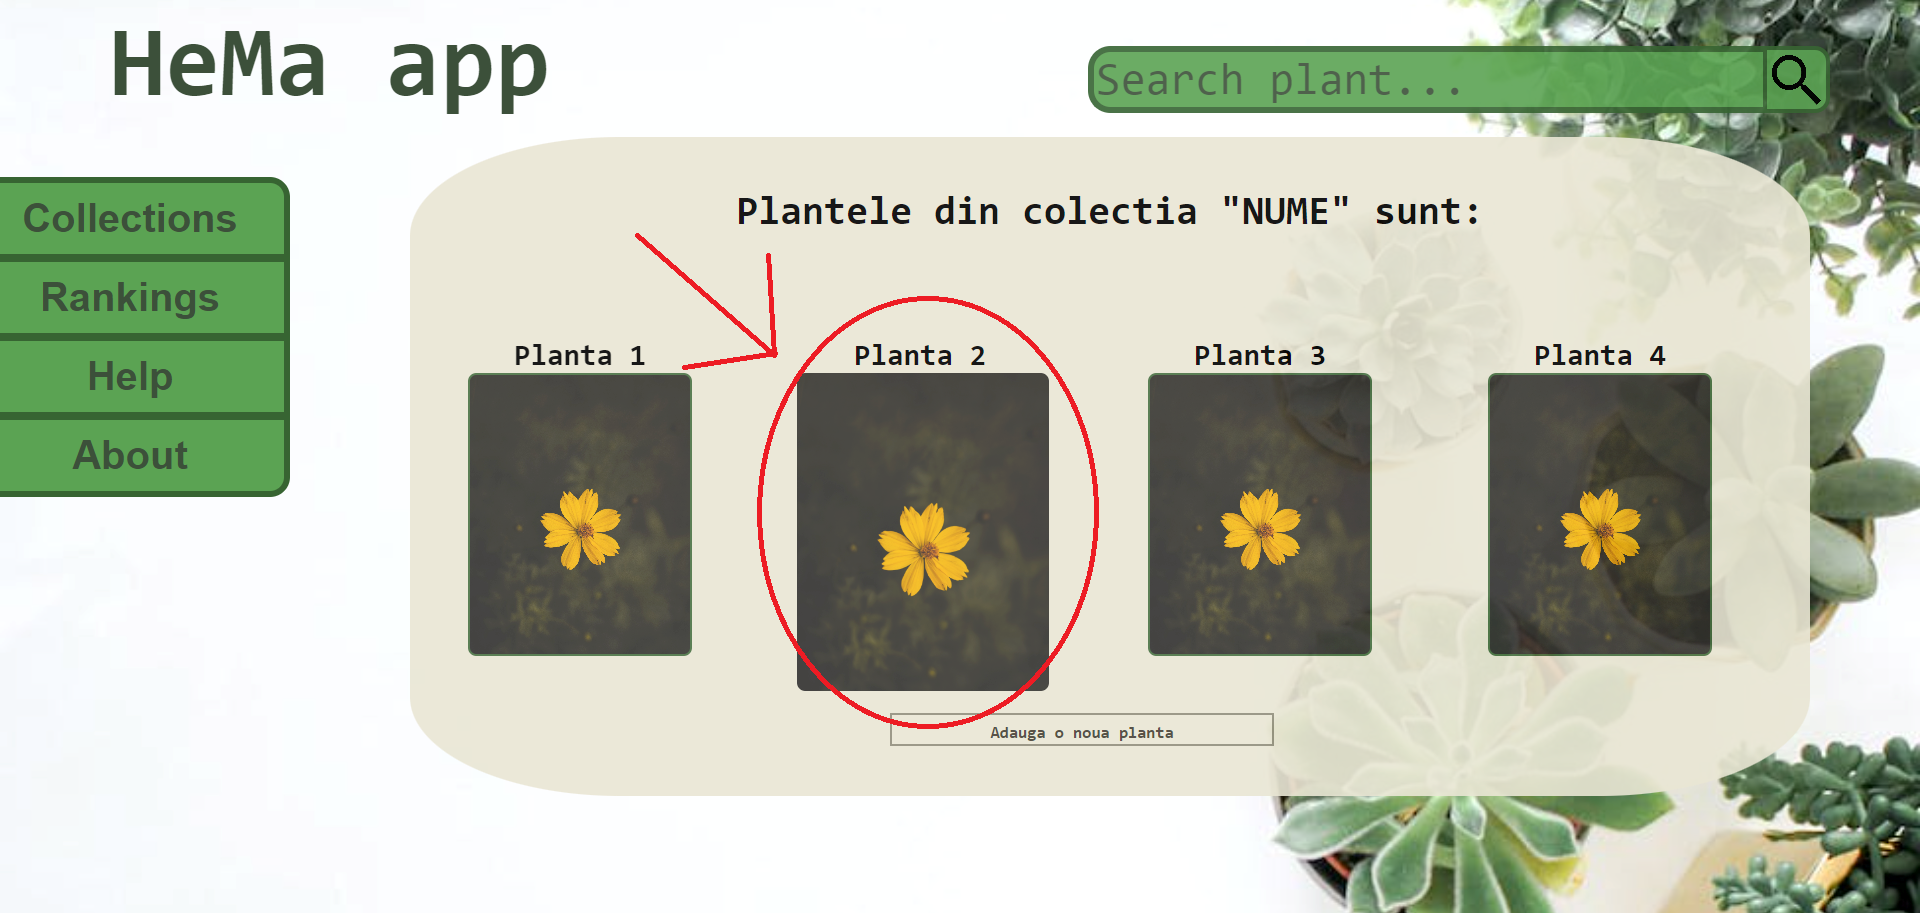 HeMa app
Search plant...
Collections
Rankings
Help
About
Plantele din colectia "NUME" sunt:
Planta 1
Planta 2
Planta 3
Planta 4
Adauga o noua planta